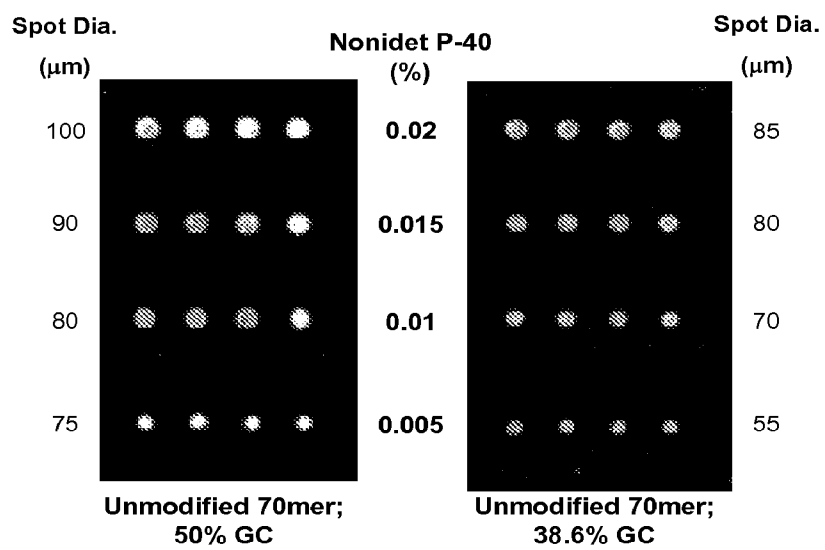 Spot Dia.
(μm)
Nonidet P-40
(%)
Spot Dia.
(μm)
100
0.02
85
90
0.015
80
80
0.01
70
75
0.005
55
Unmodified 70mer;
50% GC
Unmodified 70mer;
38.6% GC